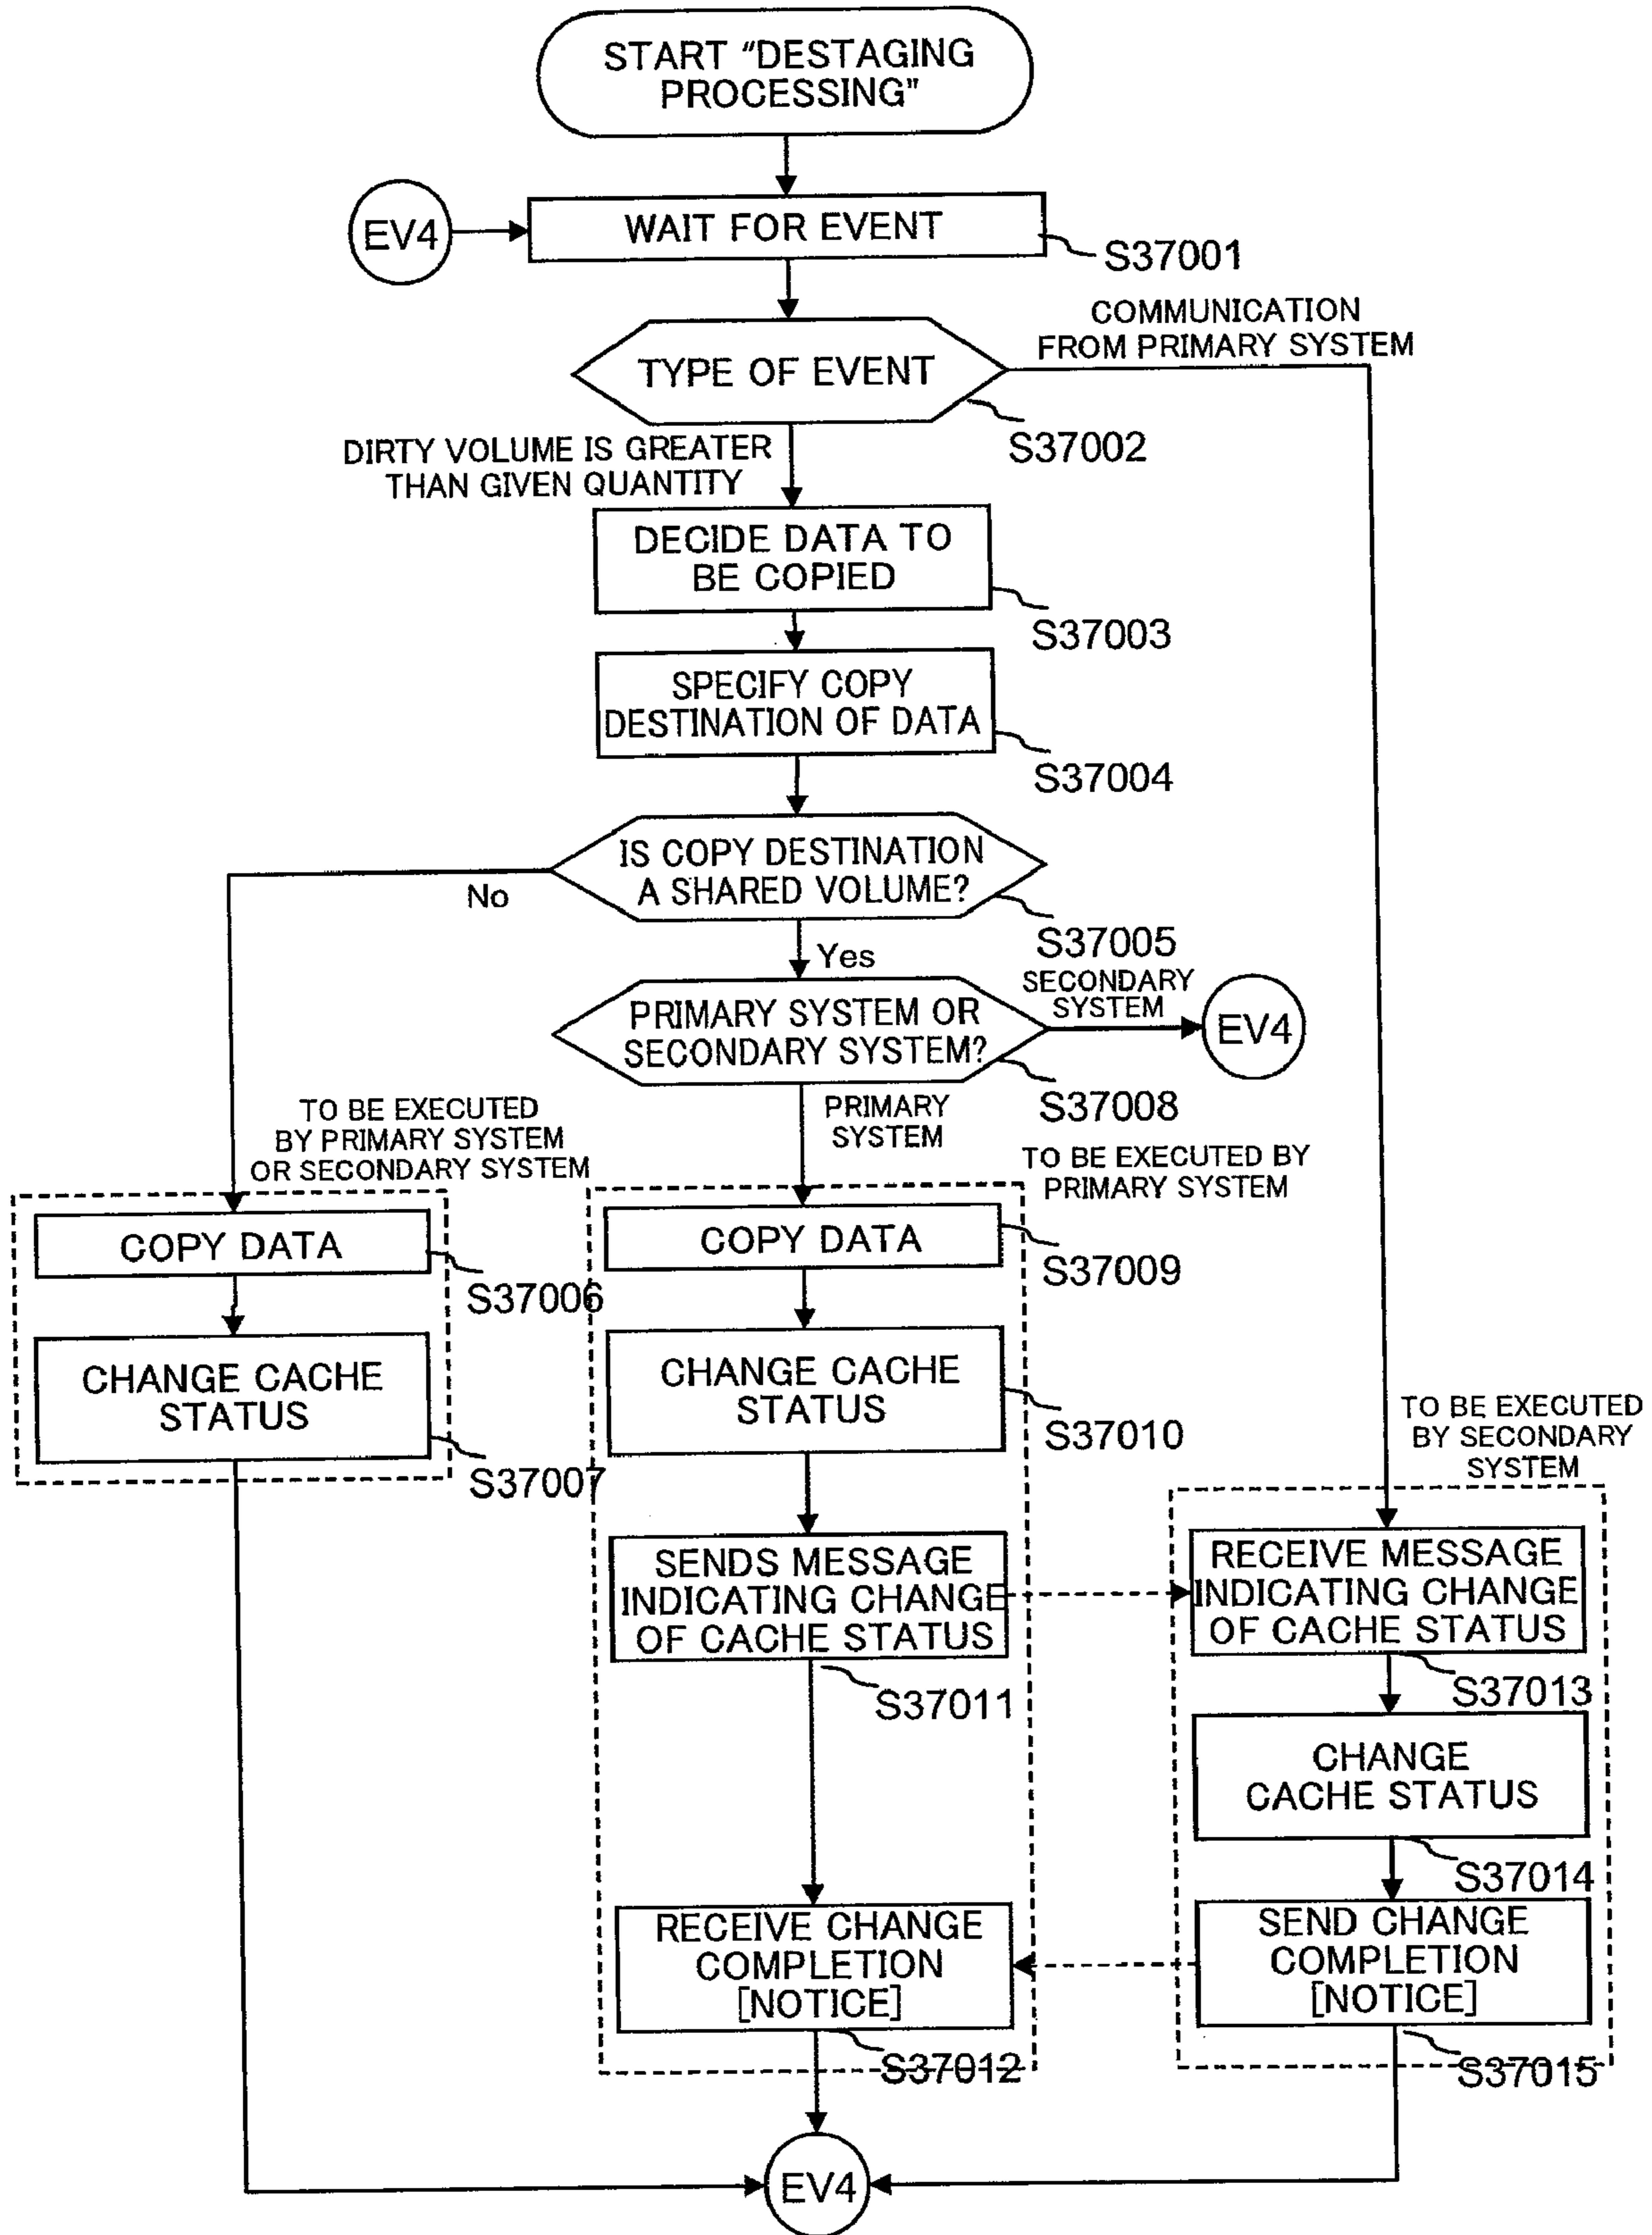 START "DESTAGING
PROCESSING"
EV4
WAIT FOR EVENT
S37001
COMMUNICATION
FROM PRIMARY SYSTEM
TYPE OF EVENT
S37002
DIRTY VOLUME IS GREATER
THAN GIVEN QUANTITY
DECIDE DATA TO
BE COPIED
S37003
SPECIFY COPY
DESTINATION OF DATA
S37004
IS COPY DESTINATION
A SHARED VOLUME?
No
S37005
Yes
SECONDARY
SYSTEM
PRIMARY SYSTEM OR
SECONDARY SYSTEM?
EV4
S37008
PRIMARY
SYSTEM
TO BE EXECUTED
BY PRIMARY SYSTEM
OR SECONDARY SYSTEM
TO BE EXECUTED BY
PRIMARY SYSTEM
COPY DATA
S37006
COPY DATA
S37009
CHANGE CACHE
STATUS
S37007
CHANGE CACHE
STATUS
S37010
TO BE EXECUTED
BY SECONDARY
SYSTEM
SENDS MESSAGE
INDICATING CHANGE
OF CACHE STATUS
S37011
RECEIVE MESSAGE
INDICATING CHANGE
OF CACHE STATUS
S37013
CHANGE
CACHE STATUS
S37014
RECEIVE CHANGE
COMPLETION
[NOTICE]
S37012
SEND CHANGE
COMPLETION
[NOTICE]
S37015
EV4